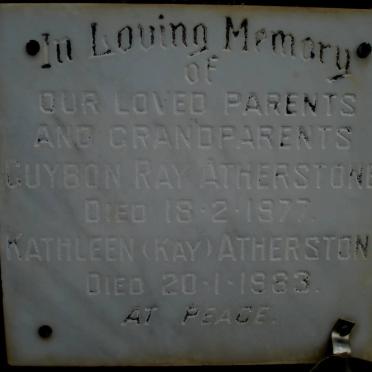 In Loving Memory
OF
OUR LOVED PARENTS
AND GRANDPARENTS
GUYBON RAY ATHERSTONE
DIED 18·2·1977.
KATHLEEN (KAY) ATHERSTON
DIED 20·1·1983.
AT PEACE.